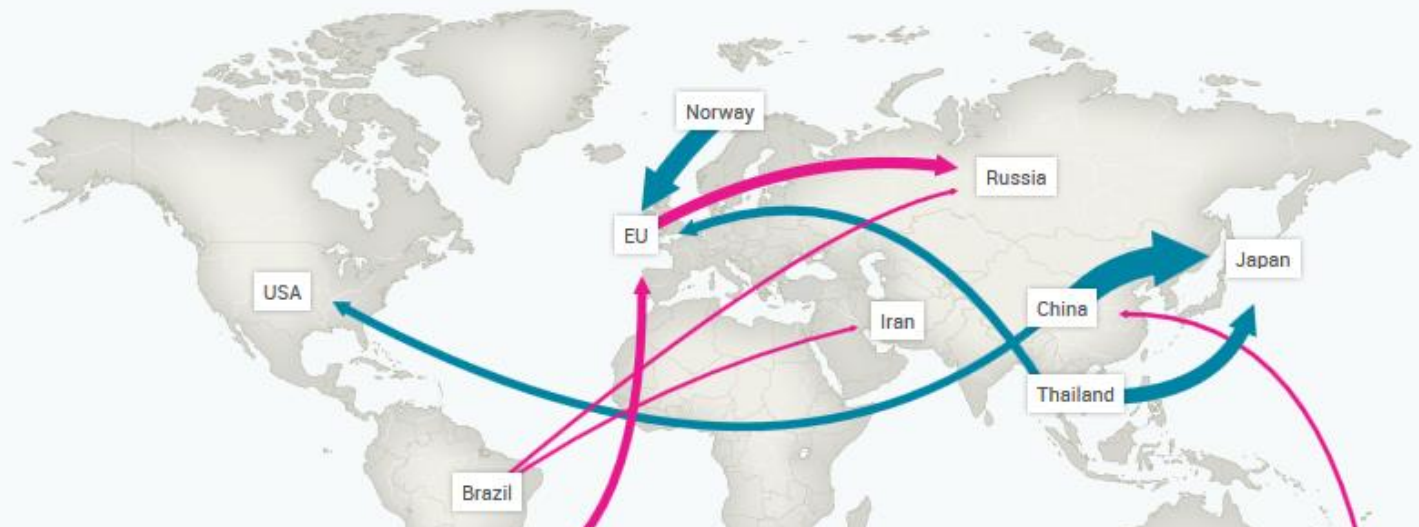 Norway
Russia
EU
Japan
USA
China
Iran
Thailand
Brazil